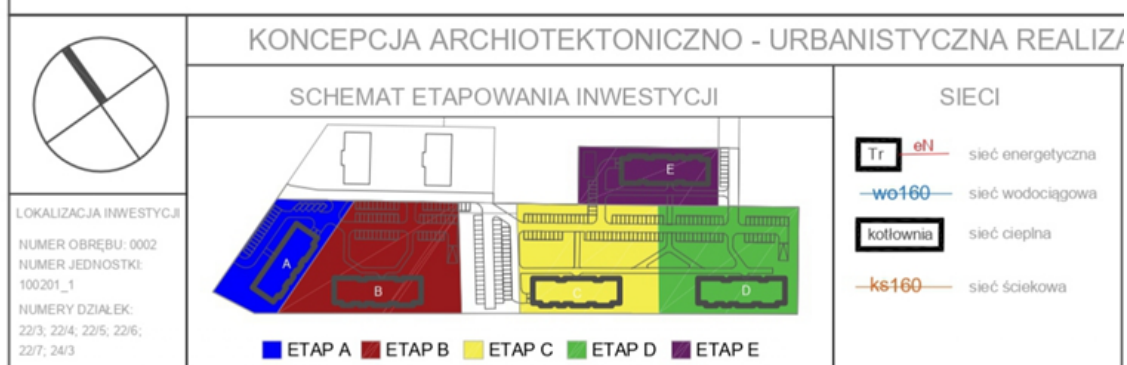 KONCEPCJA ARCHIOTEKTONICZNO - URBANISTYCZNA REALIZA
SCHEMAT ETAPOWANIA INWESTYCJI
A
B
C
D
E
ETAP A ETAP B ETAP C ETAP D ETAP E
LOKALIZACJA INWESTYCJI
NUMER OBRĘBU: 0002
NUMER JEDNOSTKI:
100201_1
NUMERY DZIAŁEK:
22/3; 22/4; 22/5; 22/6;
22/7; 24/3
SIECI
Tr eN sieć energetyczna
wo160 sieć wodociągowa
kotłownia sieć cieplna
ks160 sieć ściekowa